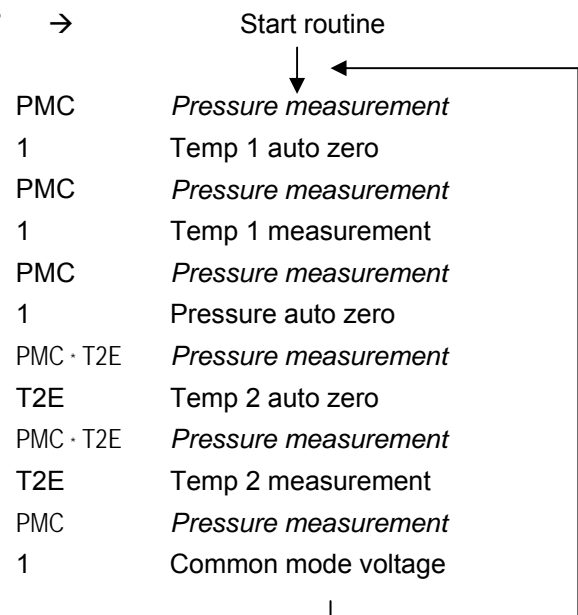 → Start routine
PMC Pressure measurement
1 Temp 1 auto zero
PMC Pressure measurement
1 Temp 1 measurement
PMC Pressure measurement
1 Pressure auto zero
PMC · T2E Pressure measurement
T2E Temp 2 auto zero
PMC · T2E Pressure measurement
T2E Temp 2 measurement
PMC Pressure measurement
1 Common mode voltage